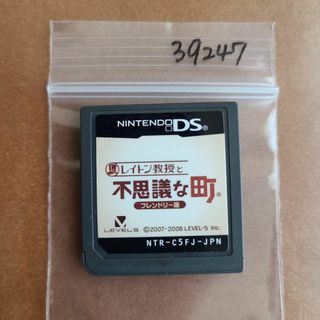 39247
NINTENDO DS
レイトン教授と
不思議な町
フレンドリー版
LEVEL5
©2007-2008 LEVEL-5 Inc.
NTR-C5FJ-JPN